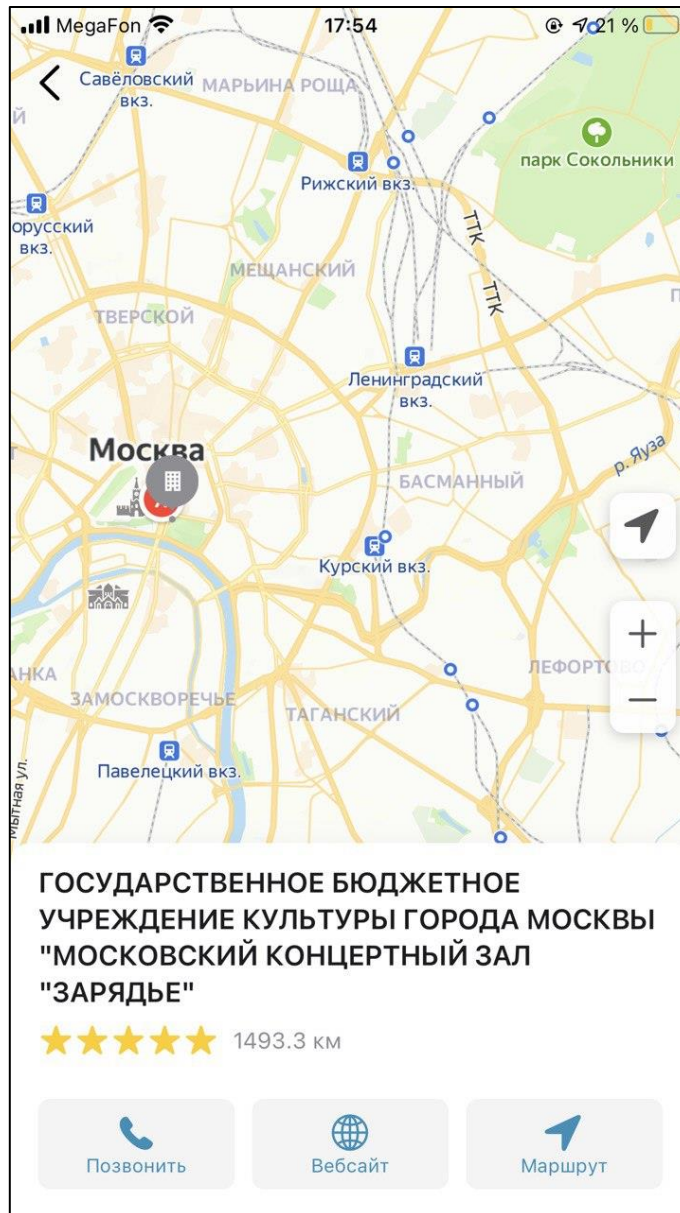 MegaFon 17:54 21 %
Савёловский
вкз.
МАРЬИНА РОЩА
Й
парк Сокольники
Рижский вкз.
орусский
вкз.
ТТК
МЕЩАНСКИЙ
ТТК
П
ТВЕРСКОЙ
Ленинградский
вкз.
Москва
р. Яуза
БАСМАННЫЙ
Курский вкз.
АНКА
ЛЕФОРТОВО
ЗАМОСКВОРЕЧЬЕ
ТАГАНСКИЙ
Павелецкий вкз.
Мытная ул.
ГОСУДАРСТВЕННОЕ БЮДЖЕТНОЕ
УЧРЕЖДЕНИЕ КУЛЬТУРЫ ГОРОДА МОСКВЫ
"МОСКОВСКИЙ КОНЦЕРТНЫЙ ЗАЛ
"ЗАРЯДЬЕ"
1493.3 км
Позвонить Вебсайт Маршрут